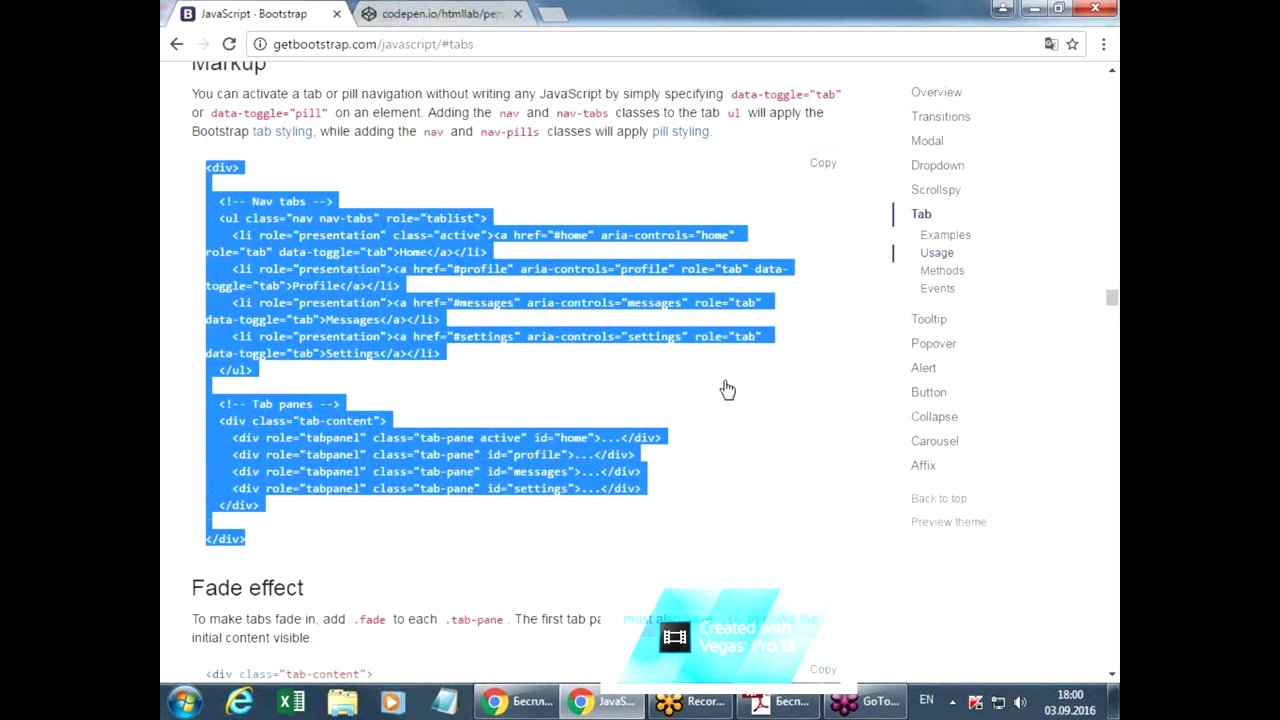 JavaScript · Bootstrap
codepen.io/htmllab/pen
getbootstrap.com/javascript/#tabs
Markup
You can activate a tab or pill navigation without writing any JavaScript by simply specifying data-toggle="tab"
or data-toggle="pill" on an element. Adding the nav and nav-tabs classes to the tab ul will apply the
Bootstrap tab styling, while adding the nav and nav-pills classes will apply pill styling.
Copy
<div>
<!-- Nav tabs -->
<ul class="nav nav-tabs" role="tablist">
<li role="presentation" class="active"><a href="#home" aria-controls="home"
role="tab" data-toggle="tab">Home</a></li>
<li role="presentation"><a href="#profile" aria-controls="profile" role="tab" data-
toggle="tab">Profile</a></li>
<li role="presentation"><a href="#messages" aria-controls="messages" role="tab"
data-toggle="tab">Messages</a></li>
<li role="presentation"><a href="#settings" aria-controls="settings" role="tab"
data-toggle="tab">Settings</a></li>
</ul>
<!-- Tab panes -->
<div class="tab-content">
<div role="tabpanel" class="tab-pane active" id="home">...</div>
<div role="tabpanel" class="tab-pane" id="profile">...</div>
<div role="tabpanel" class="tab-pane" id="messages">...</div>
<div role="tabpanel" class="tab-pane" id="settings">...</div>
</div>
</div>
Fade effect
To make tabs fade in, add .fade to each .tab-pane. The first tab pa must also have to make the
initial content visible.
Copy
<div class="tab-content">
Overview
Transitions
Modal
Dropdown
Scrollspy
Tab
Examples
Usage
Methods
Events
Tooltip
Popover
Alert
Button
Collapse
Carousel
Affix
Back to top
Preview theme
Created with
Vegas Pro 13
Беспл...
JavaS...
Recor...
Бесп...
GoTo...
EN
18:00
03.09.2016